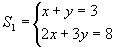 S₁ = { x + y = 3
2x + 3y = 8